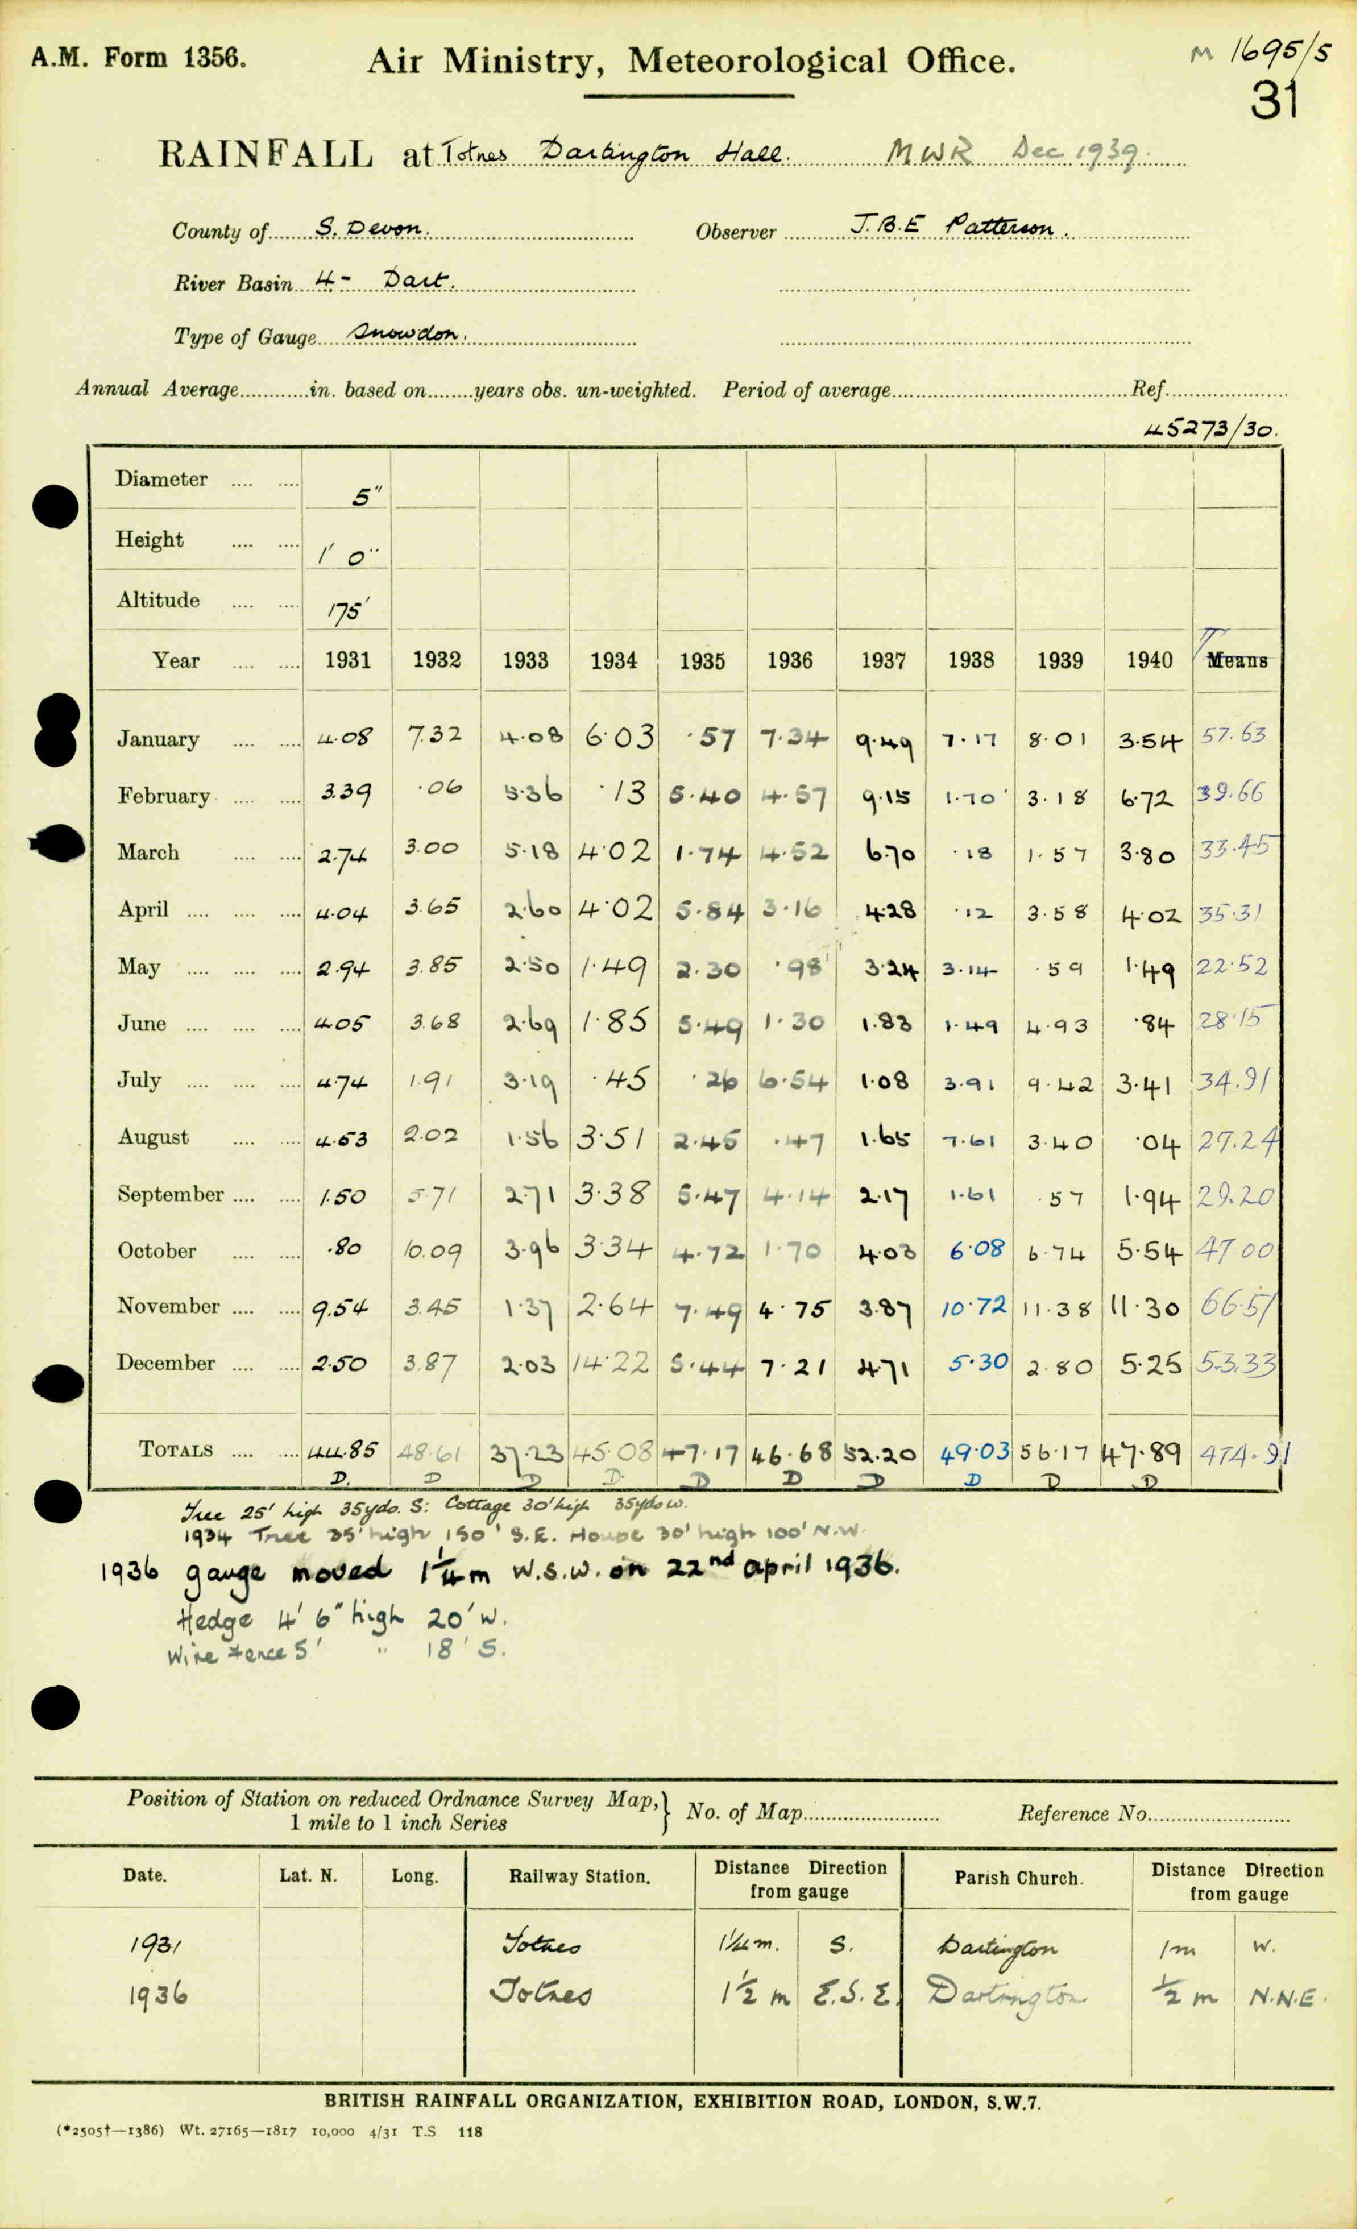 A.M. Form 1356. Air Ministry, Meteorological Office. M 1695/5
31
RAINFALL at Totnes Dartington Hall. MWR Dec 1939.
County of S. Devon. Observer J.B.E Patterson.
River Basin 4- Dart.
Type of Gauge Snowdon.
Annual Average............in. based on........years obs. un-weighted. Period of average............Ref............
45273/30.
Diameter 5"
Height 1' 0"
Altitude 175'
Year 1931 1932 1933 1934 1935 1936 1937 1938 1939 1940 T Means
January 4.08 7.32 4.08 6.03 .57 7.34 9.49 7.17 8.01 3.54 57.63
February 3.39 .06 5.36 .13 5.40 4.57 9.15 1.70 3.18 6.72 39.66
March 2.74 3.00 5.18 4.02 1.74 4.52 6.70 .18 1.57 3.80 33.45
April 4.04 3.65 2.60 4.02 5.84 3.16 4.28 .12 3.58 4.02 35.31
May 2.94 3.85 2.50 1.49 2.30 .98 3.24 3.14 .59 1.49 22.52
June 4.05 3.68 2.69 1.85 5.49 1.30 1.83 1.49 4.93 .84 28.15
July 4.74 1.91 3.19 .45 .26 6.54 1.08 3.91 9.42 3.41 34.91
August 4.53 2.02 1.56 3.51 2.45 .47 1.65 7.61 3.40 .04 27.24
September 1.50 5.71 2.71 3.38 5.47 4.14 2.17 1.61 .57 1.94 29.20
October .80 10.09 3.96 3.34 4.72 1.70 4.03 6.08 6.74 5.54 47.00
November 9.54 3.45 1.37 2.64 7.49 4.75 3.87 10.72 11.38 11.30 66.51
December 2.50 3.87 2.03 14.22 5.44 7.21 4.71 5.30 2.80 5.25 53.33
TOTALS 44.85 48.61 37.23 45.08 47.17 46.68 52.20 49.03 56.17 47.89 474.91
D. D D D. D D D D D D
Tree 25' high 35yds. S: Cottage 30' high 35yds w.
1934 Tree 35' high 150' S.E. House 30' high 100' N.W.
1936 gauge moved 1¼m W.S.W. on 22nd april 1936.
Hedge 4' 6" high 20' W.
Wire Fence 5' " 18' S.
Position of Station on reduced Ordnance Survey Map, } No. of Map............ Reference No............
1 mile to 1 inch Series
Date. Lat. N. Long. Railway Station. Distance Direction from gauge Parish Church. Distance Direction from gauge
1931 Totnes 1¼m. S. Dartington 1m W.
1936 Totnes 1½ m E.S.E. Dartington ½ m N.N.E.
BRITISH RAINFALL ORGANIZATION, EXHIBITION ROAD, LONDON, S.W.7.
(*2505†—1386) Wt. 27165—1817 10,000 4/31 T.S 118